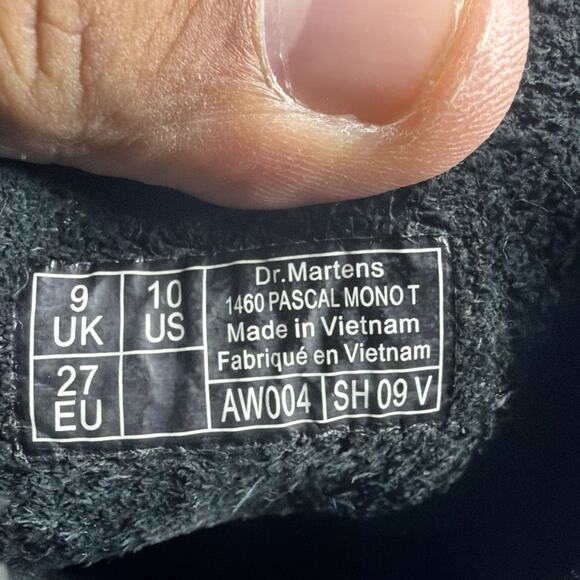 9
UK
10
US
27
EU
Dr.Martens
1460 PASCAL MONO T
Made in Vietnam
Fabriqué en Vietnam
AW004
SH 09 V